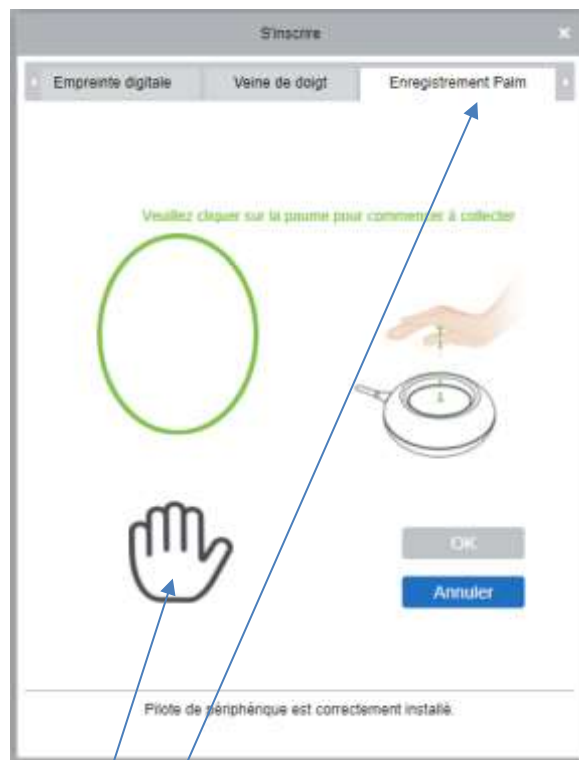 S'inscrire
Empreinte digitale
Veine de doigt
Enregistrement Palm
Veuillez cliquer sur la paume pour commencer à collecter
OK
Annuler
Pilote de périphérique est correctement installé.